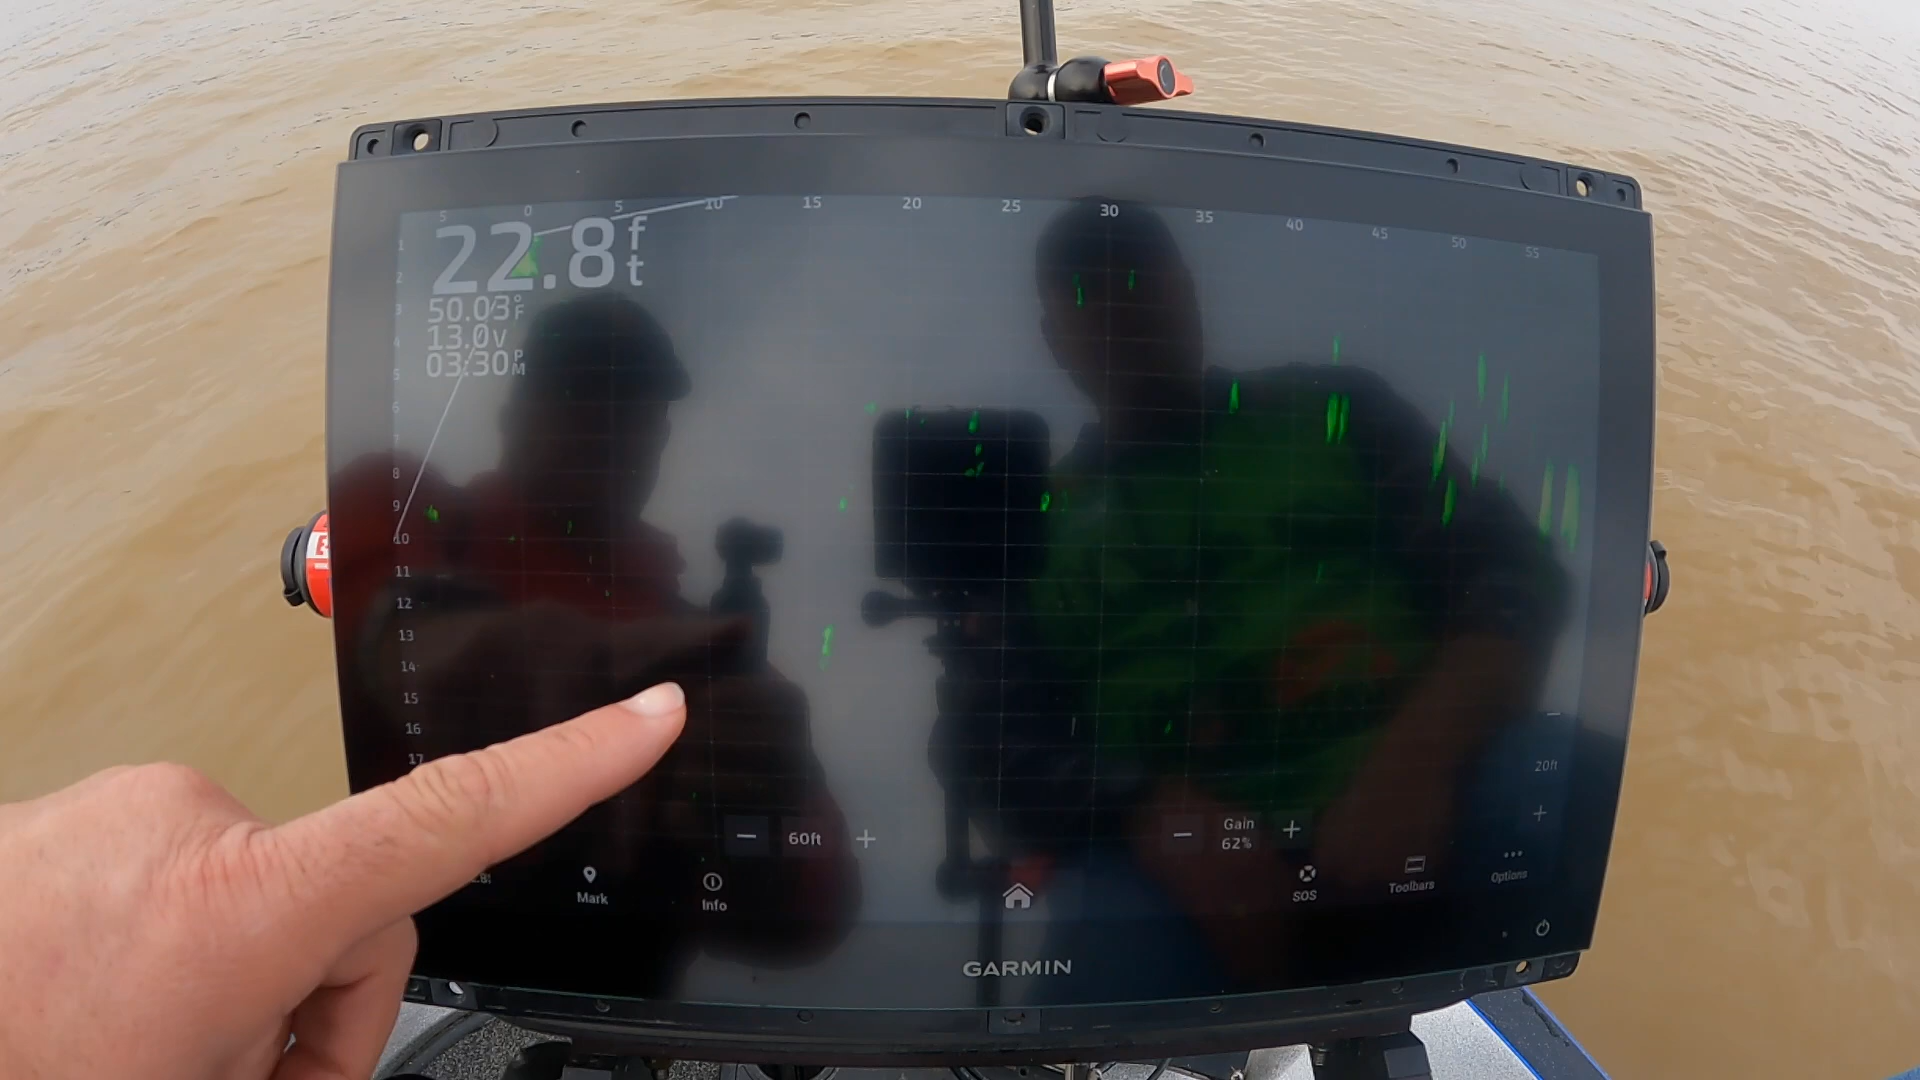 5 0 5 10 15 20 25 30 35 40 45 50 55
22.8 ft
50.03°F
13.0V
03:30PM
1
2
3
4
5
6
8
9
10
11
12
13
14
15
16
17
20ft
60ft
Gain
62%
Mark
Info
SOS
Toolbars
Options
GARMIN